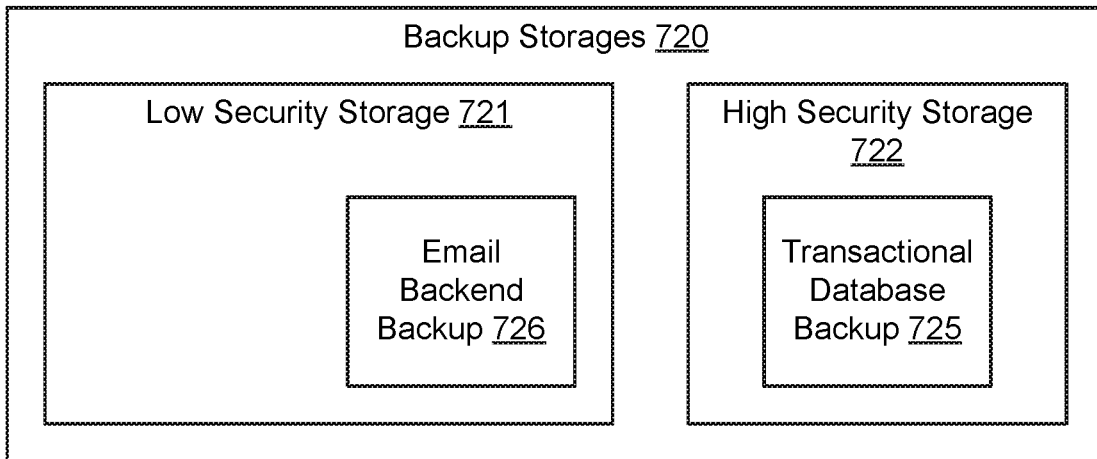 Backup Storages 720
Low Security Storage 721
High Security Storage
722
Email
Backend
Backup 726
Transactional
Database
Backup 725